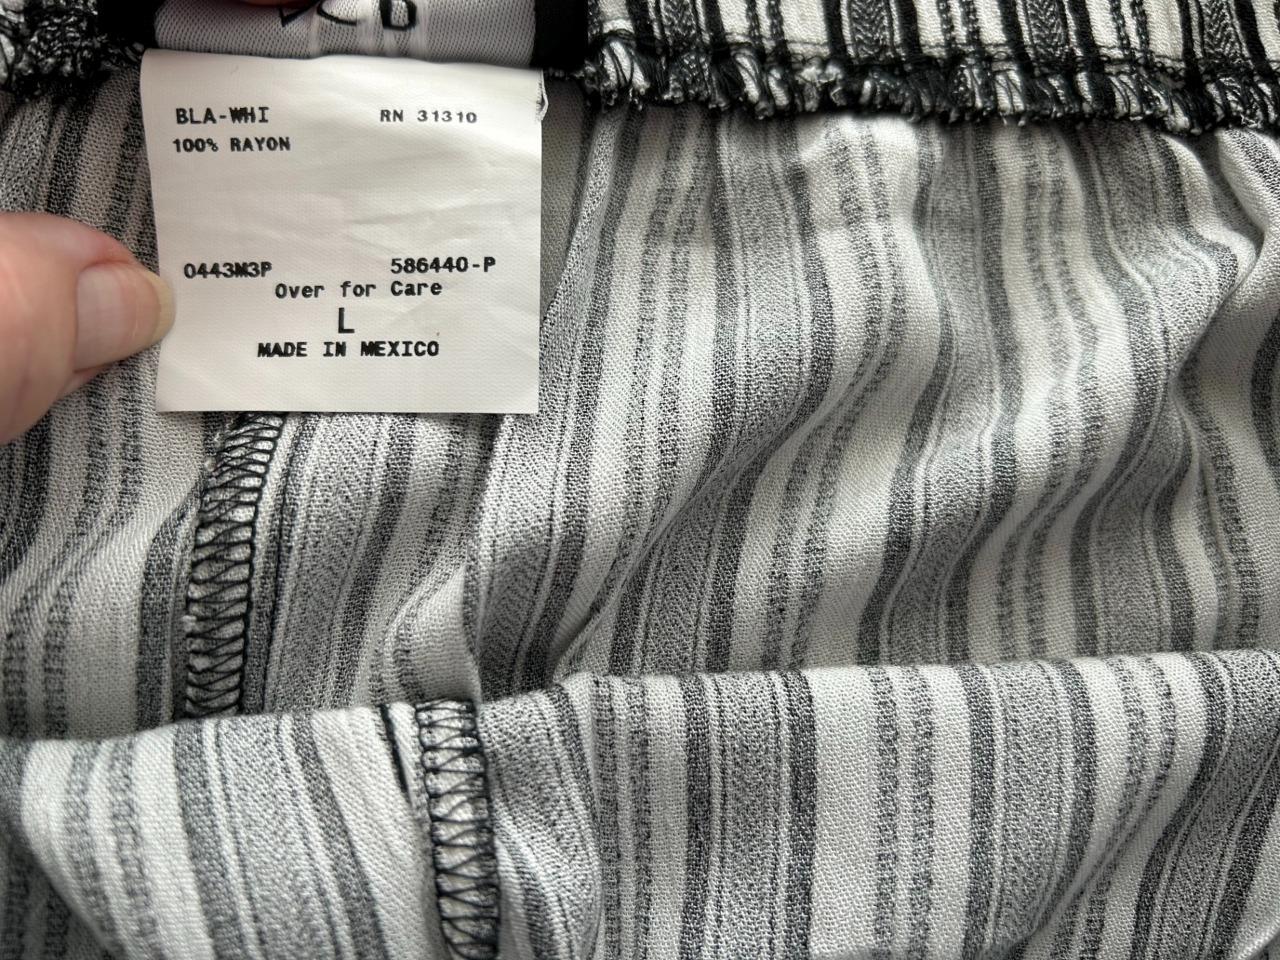 BLA-WHI RN 31310
100% RAYON
0443M3P 586440-P
Over for Care
L
MADE IN MEXICO